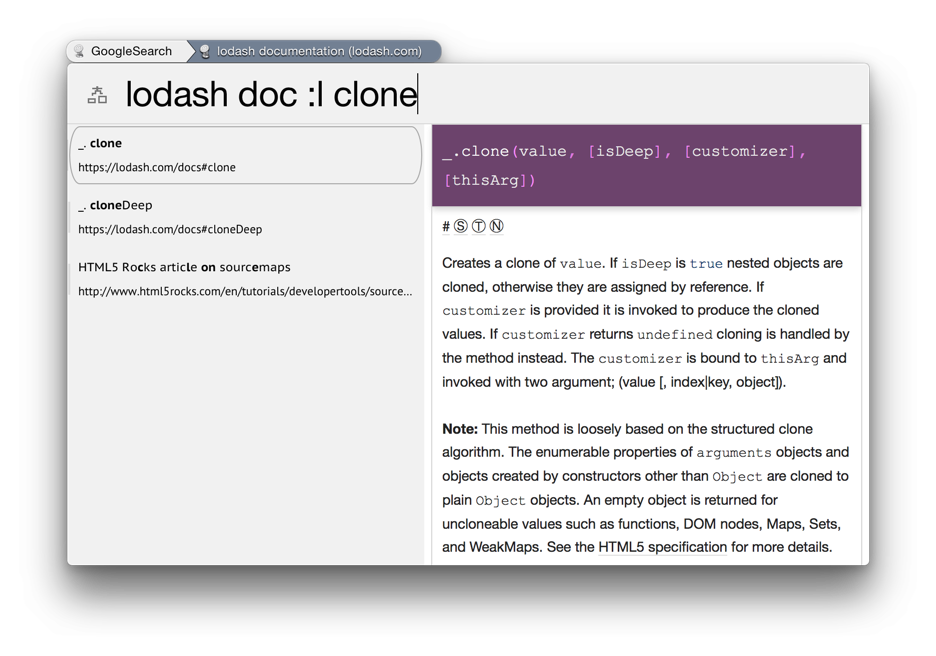 GoogleSearch
lodash documentation (lodash.com)
lodash doc :l clone
_. clone
https://lodash.com/docs#clone
_. cloneDeep
https://lodash.com/docs#cloneDeep
HTML5 Rocks article on sourcemaps
http://www.html5rocks.com/en/tutorials/developertools/source...
_.clone(value, [isDeep], [customizer],
[thisArg])
# Ⓢ Ⓣ Ⓝ
Creates a clone of value. If isDeep is true nested objects are
cloned, otherwise they are assigned by reference. If
customizer is provided it is invoked to produce the cloned
values. If customizer returns undefined cloning is handled by
the method instead. The customizer is bound to thisArg and
invoked with two argument; (value [, index|key, object]).
Note: This method is loosely based on the structured clone
algorithm. The enumerable properties of arguments objects and
objects created by constructors other than Object are cloned to
plain Object objects. An empty object is returned for
uncloneable values such as functions, DOM nodes, Maps, Sets,
and WeakMaps. See the HTML5 specification for more details.